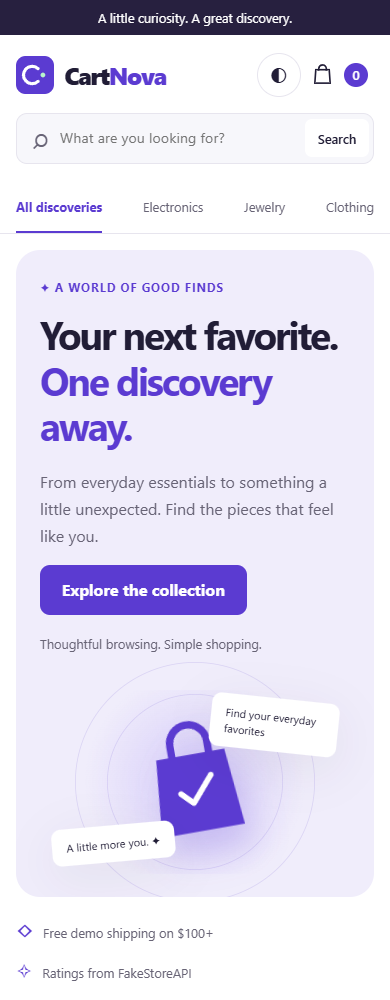 A little curiosity. A great discovery.
CartNova
0
What are you looking for?
Search
All discoveries
Electronics
Jewelry
Clothing
✦ A WORLD OF GOOD FINDS
Your next favorite.
One discovery
away.
From everyday essentials to something a
little unexpected. Find the pieces that feel
like you.
Explore the collection
Thoughtful browsing. Simple shopping.
Find your everyday
favorites
A little more you. ✦
Free demo shipping on $100+
Ratings from FakeStoreAPI